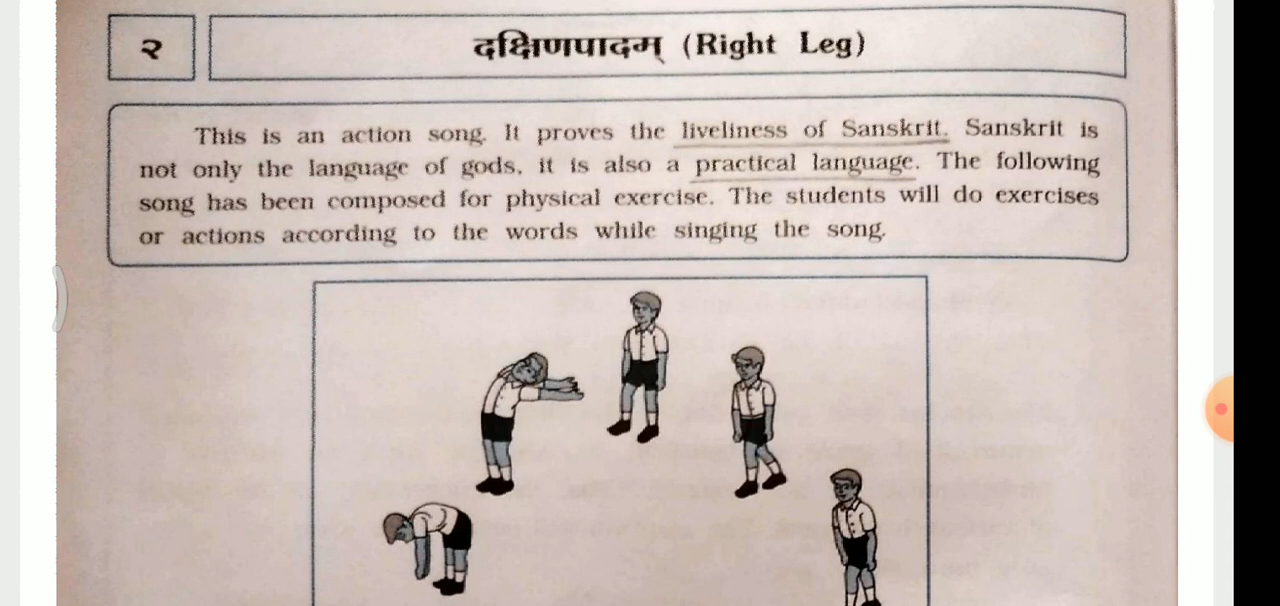 २
दक्षिणपादम् (Right Leg)
This is an action song. It proves the liveliness of Sanskrit. Sanskrit is
not only the language of gods, it is also a practical language. The following
song has been composed for physical exercise. The students will do exercises
or actions according to the words while singing the song.